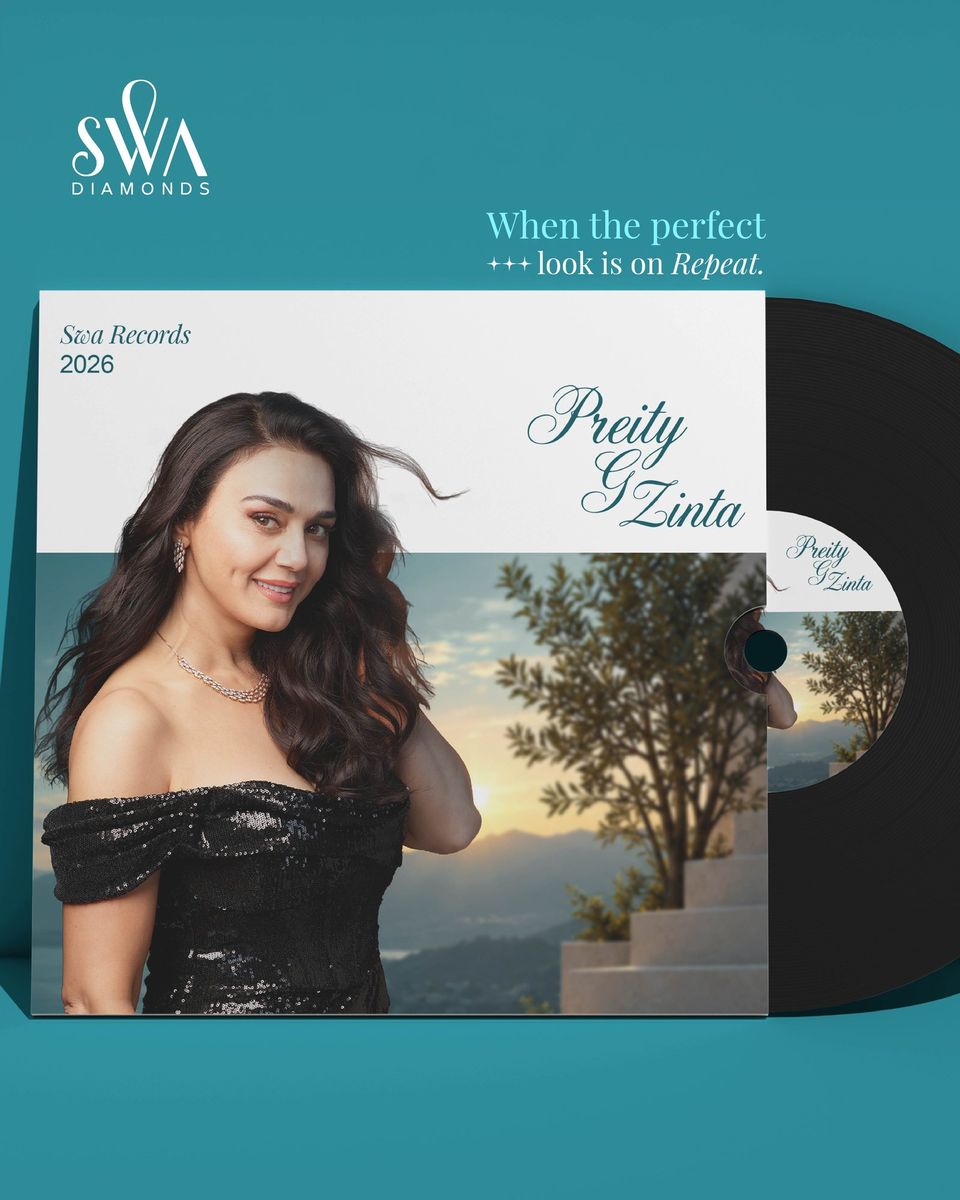 SWA
DIAMONDS
When the perfect
look is on Repeat.
Swa Records
2026
Preity
G
Zinta
Preity
G
Zinta